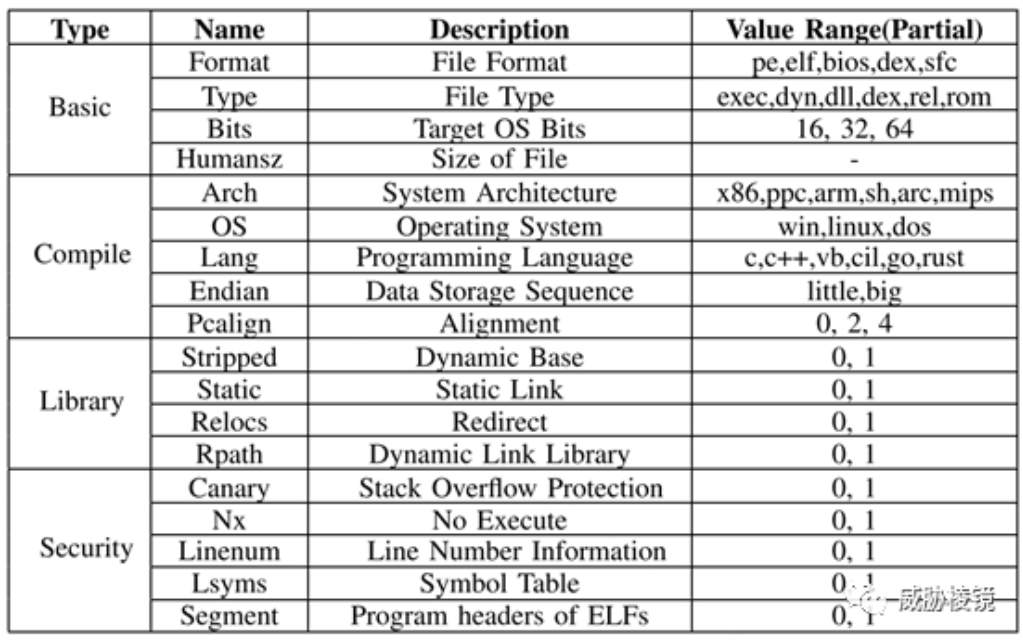 Type Name Description Value Range(Partial)
Basic Format File Format pe,elf,bios,dex,sfc
Type File Type exec,dyn,dll,dex,rel,rom
Bits Target OS Bits 16, 32, 64
Humansz Size of File -
Compile Arch System Architecture x86,ppc,arm,sh,arc,mips
OS Operating System win,linux,dos
Lang Programming Language c,c++,vb,cil,go,rust
Endian Data Storage Sequence little,big
Pcalign Alignment 0, 2, 4
Library Stripped Dynamic Base 0, 1
Static Static Link 0, 1
Relocs Redirect 0, 1
Rpath Dynamic Link Library 0, 1
Security Canary Stack Overflow Protection 0, 1
Nx No Execute 0, 1
Linenum Line Number Information 0, 1
Lsyms Symbol Table 0, 1
Segment Program headers of ELFs 0, 1
威胁棱镜